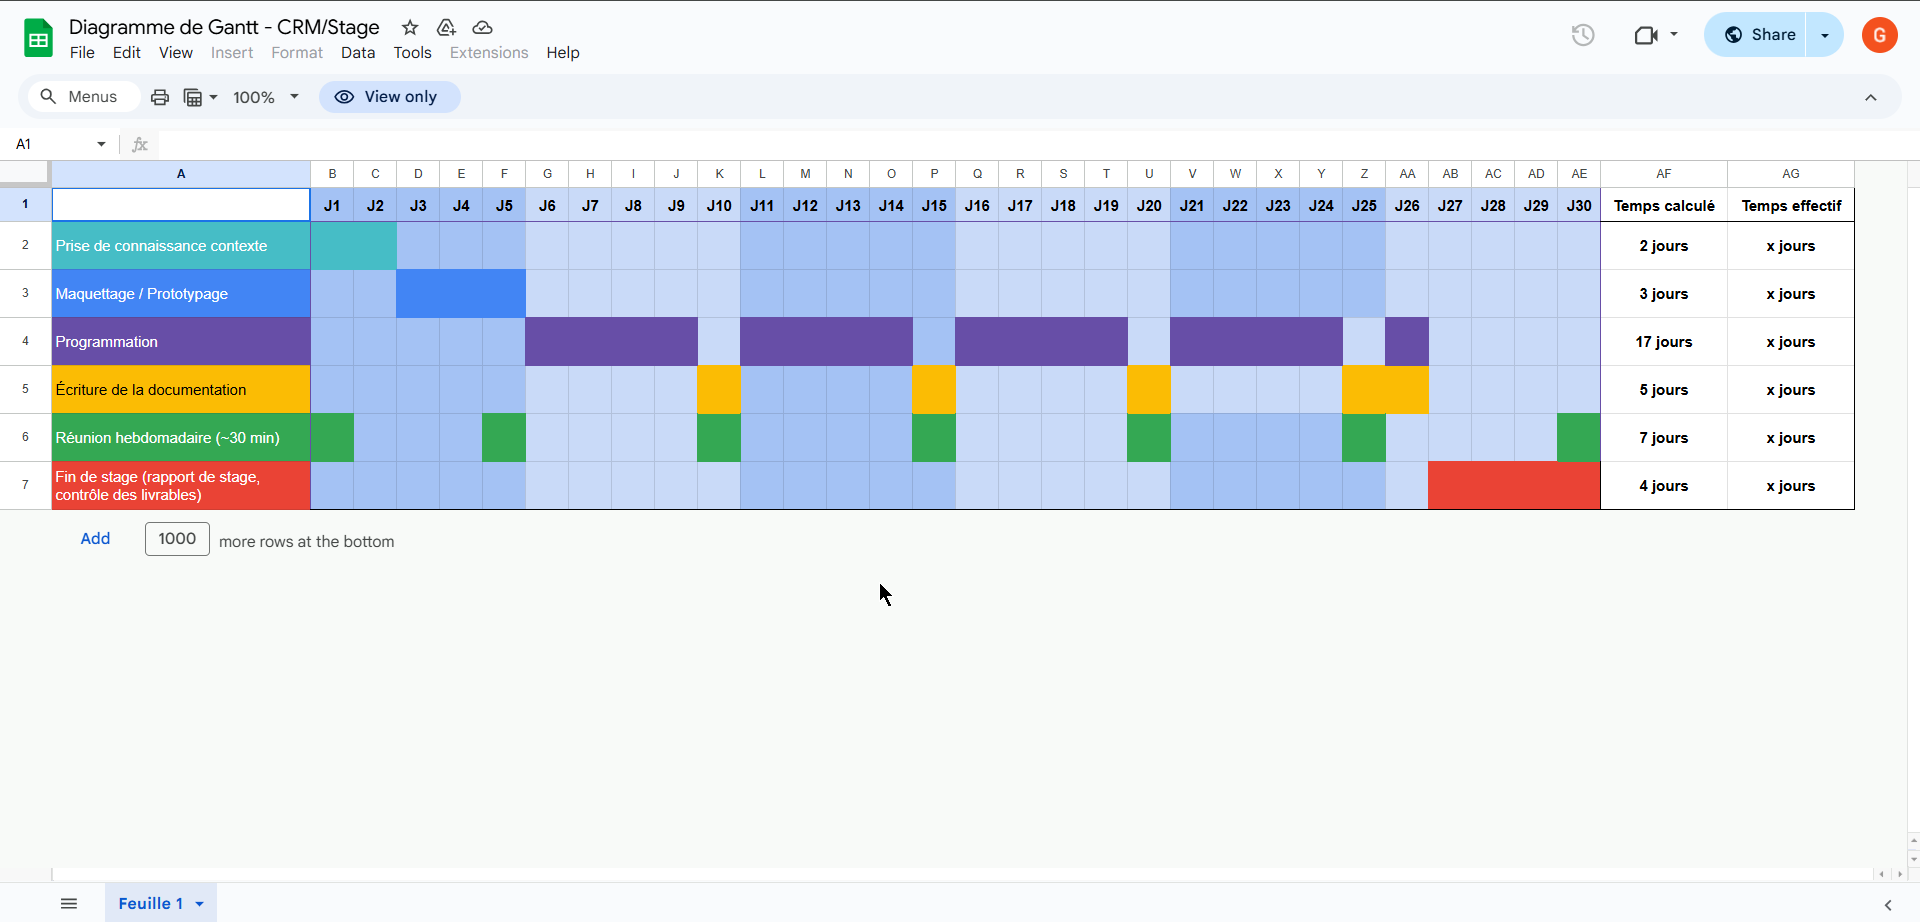 Diagramme de Gantt - CRM/Stage
File Edit View Insert Format Data Tools Extensions Help
Share
G
Menus
100%
View only
A1
fx
A B C D E F G H I J K L M N O P Q R S T U V W X Y Z AA AB AC AD AE AF AG
1 J1 J2 J3 J4 J5 J6 J7 J8 J9 J10 J11 J12 J13 J14 J15 J16 J17 J18 J19 J20 J21 J22 J23 J24 J25 J26 J27 J28 J29 J30 Temps calculé Temps effectif
2 Prise de connaissance contexte 2 jours x jours
3 Maquettage / Prototypage 3 jours x jours
4 Programmation 17 jours x jours
5 Écriture de la documentation 5 jours x jours
6 Réunion hebdomadaire (~30 min) 7 jours x jours
7 Fin de stage (rapport de stage,
contrôle des livrables) 4 jours x jours
Add 1000 more rows at the bottom
Feuille 1